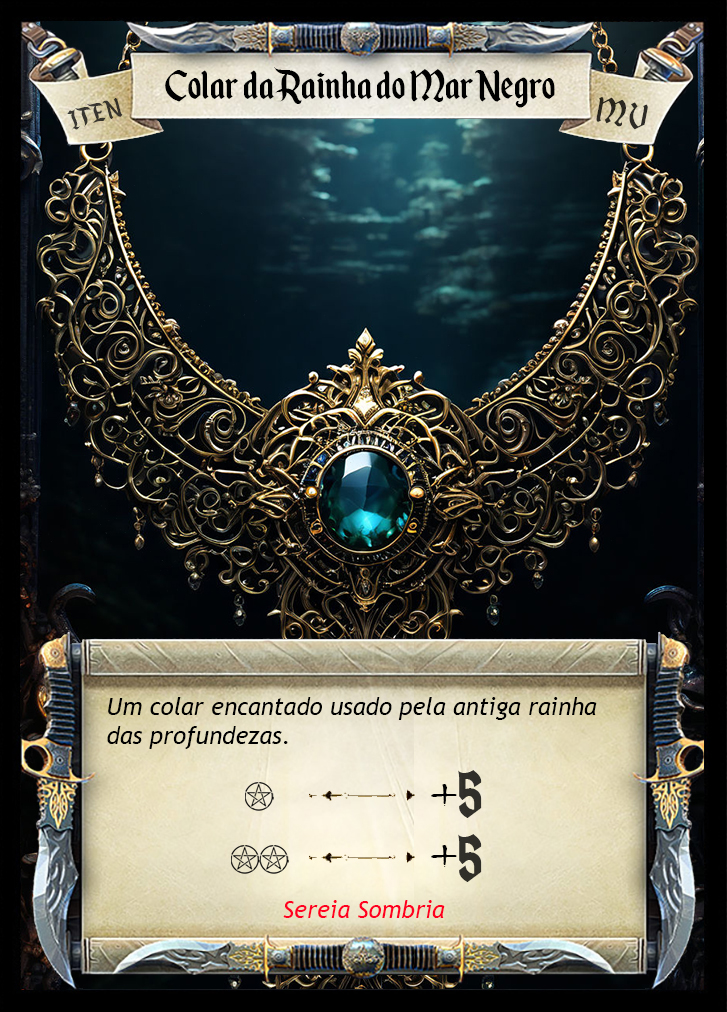 Colar da Rainha do Mar Negro
ITEN
MU
Um colar encantado usado pela antiga rainha
das profundezas.
+5
+5
Sereia Sombria